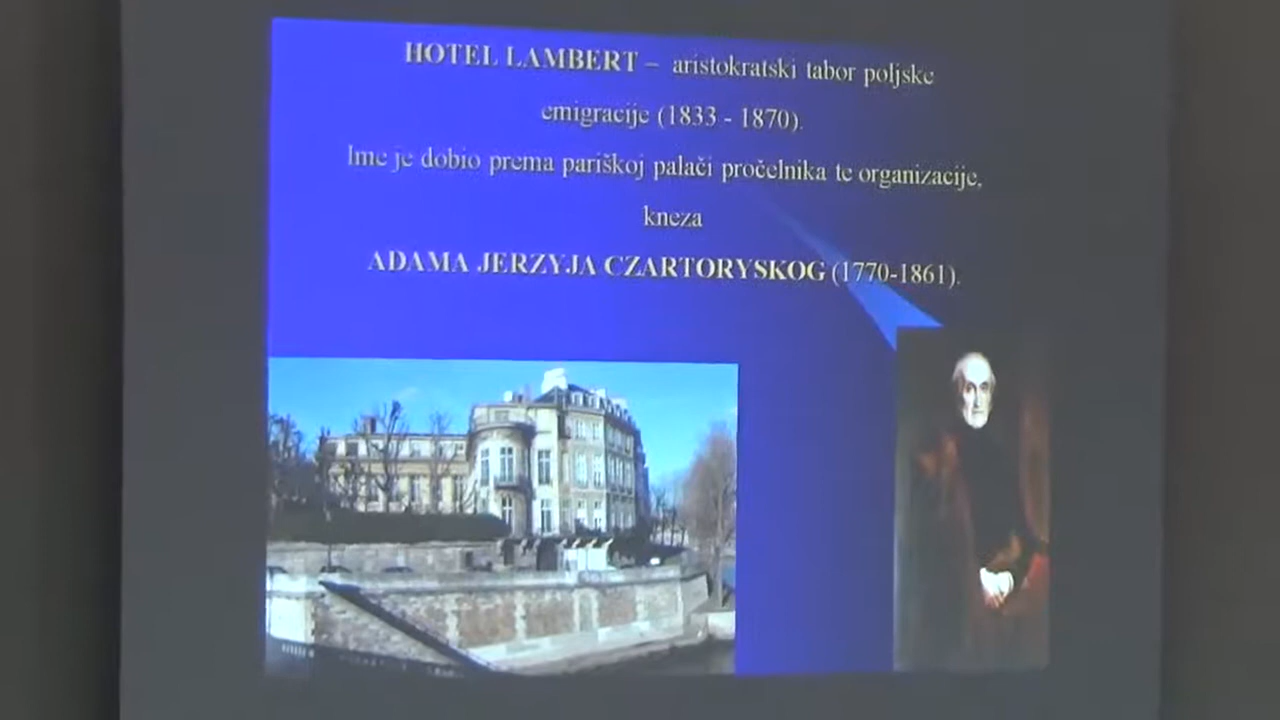 HOTEL LAMBERT – aristokratski tabor poljske
emigracije (1833 - 1870).
Ime je dobio prema pariškoj palači pročelnika te organizacije,
kneza
ADAMA JERZYJA CZARTORYSKOG (1770-1861).